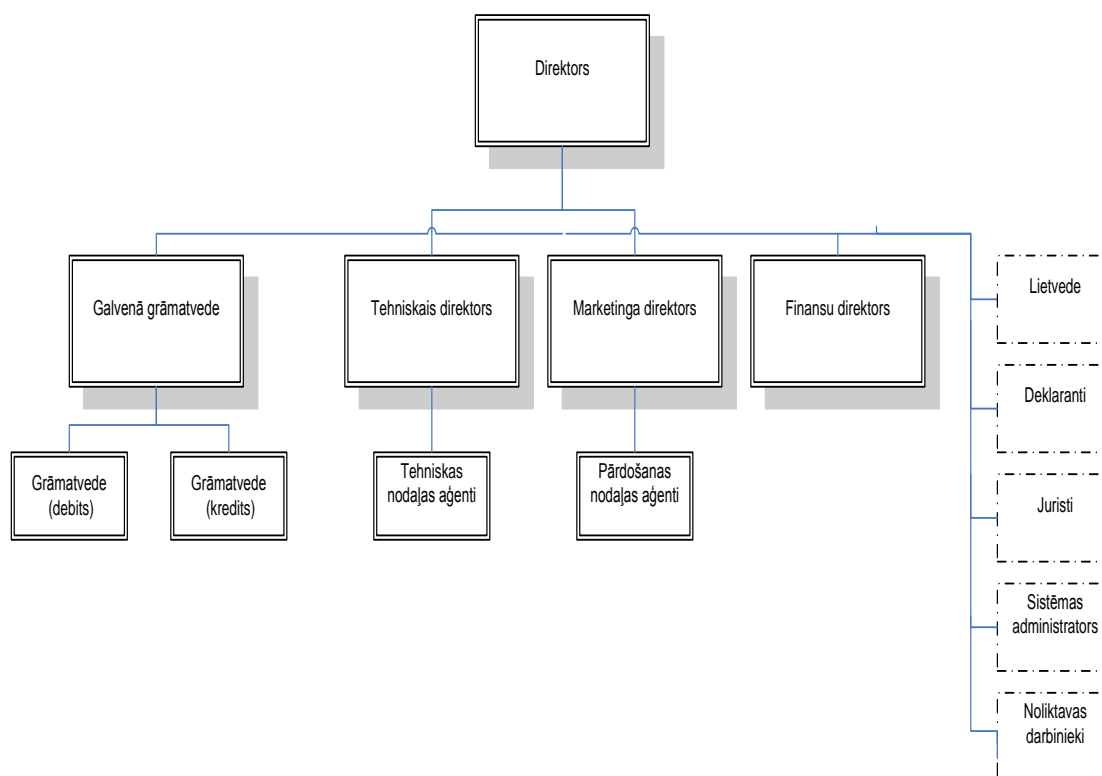 Direktors
Galvenā grāmatvede
Tehniskais direktors
Marketinga direktors
Finansu direktors
Lietvede
Deklaranti
Grāmatvede
(debits)
Grāmatvede
(kredits)
Tehniskas
nodaļas aģenti
Pārdošanas
nodaļas aģenti
Juristi
Sistēmas
administrators
Noliktavas
darbinieki